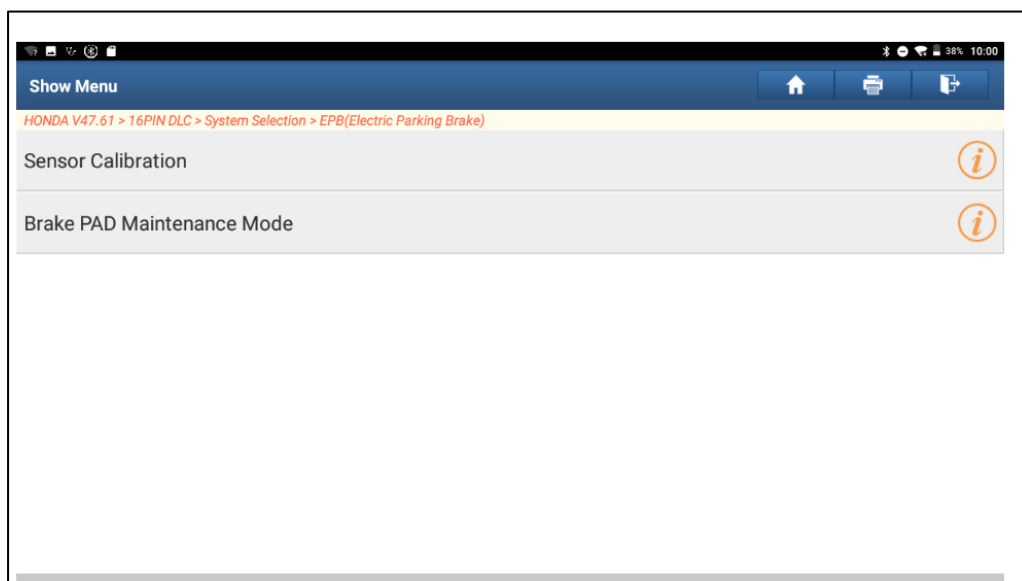 38% 10:00
Show Menu
HONDA V47.61 > 16PIN DLC > System Selection > EPB(Electric Parking Brake)
Sensor Calibration
i
Brake PAD Maintenance Mode
i